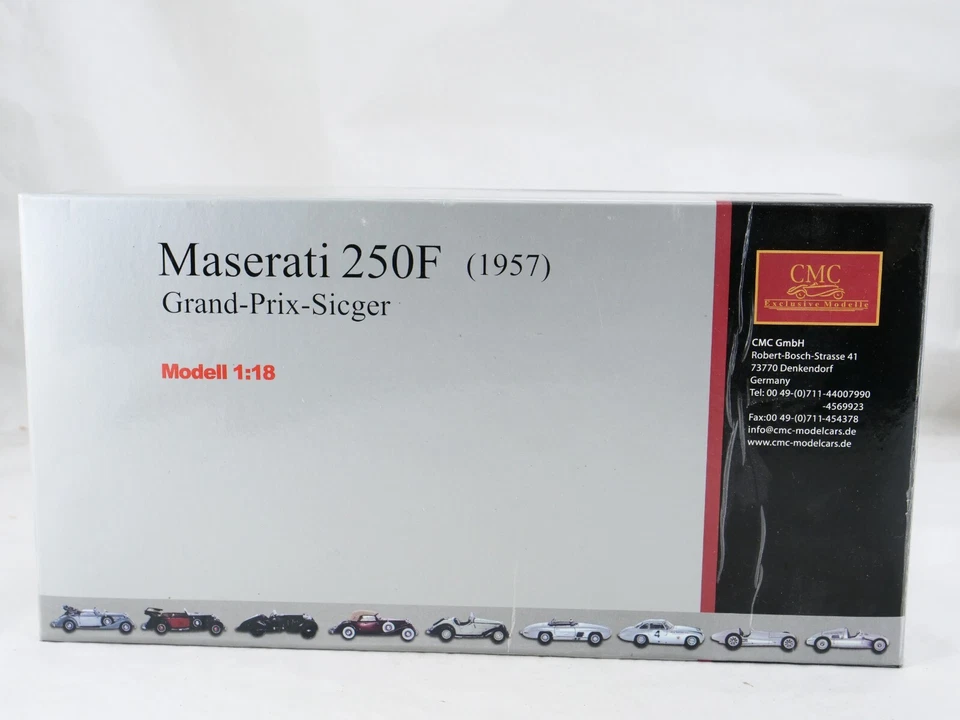 Maserati 250F (1957)
Grand-Prix-Sicger
Modell 1:18
CMC
Exclusive Modelle
CMC GmbH
Robert-Bosch-Strasse 41
73770 Denkendorf
Germany
Tel: 00 49-(0)711-44007990
-4569923
Fax:00 49-(0)711-454378
info@cmc-modelcars.de
www.cmc-modelcars.de
4